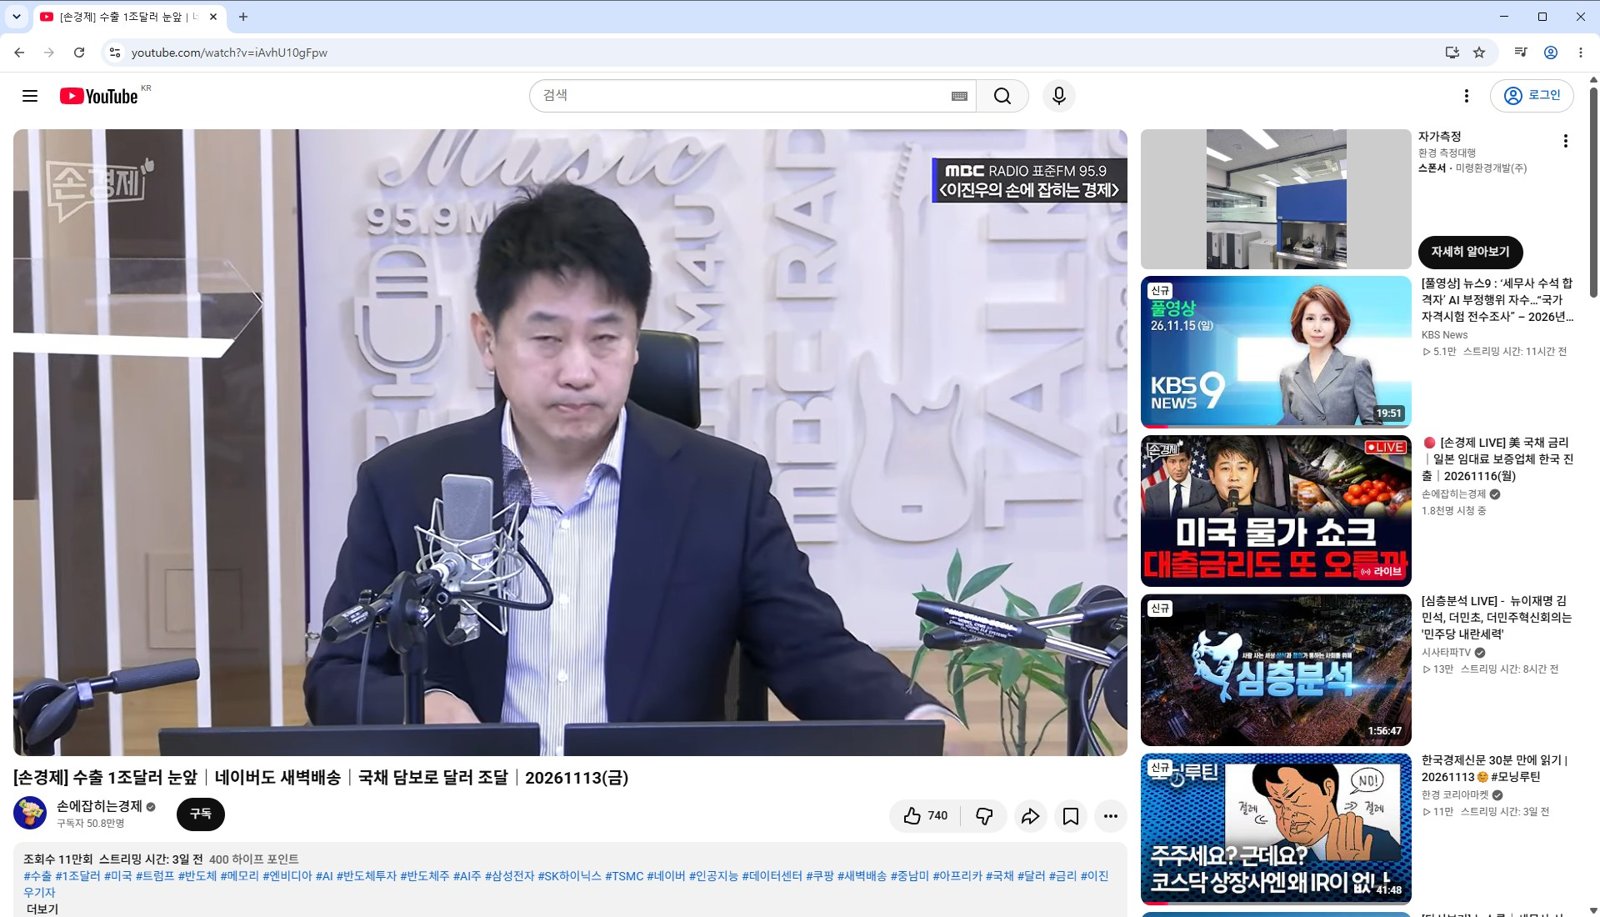 [손경제] 수출 1조달러 눈앞 |
youtube.com/watch?v=iAvhU10gFpw
YouTube KR
검색
로그인
손경제
Music
95.9
MBC RADIO 표준FM 95.9
<이진우의 손에 잡히는 경제>
[손경제] 수출 1조달러 눈앞│네이버도 새벽배송│국채 담보로 달러 조달│20261113(금)
손에잡히는경제
구독자 50.8만명
구독
740
조회수 11만회 스트리밍 시간: 3일 전 400 하이프 포인트
#수출 #1조달러 #미국 #트럼프 #반도체 #메모리 #엔비디아 #AI #반도체투자 #반도체주 #AI주 #삼성전자 #SK하이닉스 #TSMC #네이버 #인공지능 #데이터센터 #쿠팡 #새벽배송 #중남미 #아프리카 #국채 #달러 #금리 #이진
우기자
더보기
자가측정
환경 측정대행
스폰서 · 미령환경개발(주)
자세히 알아보기
신규
풀영상
26.11.15 (일)
KBS
NEWS 9
19:51
[풀영상] 뉴스9 : ‘세무사 수석 합
격자’ AI 부정행위 자수…“국가
자격시험 전수조사” – 2026년...
KBS News
5.1만 스트리밍 시간: 11시간 전
손경제
LIVE
미국 물가 쇼크
대출금리도 또 오를까
라이브
[손경제 LIVE] 美 국채 금리
│일본 임대료 보증업체 한국 진
출│20261116(월)
손에잡히는경제
1.8천명 시청 중
신규
심층분석
1:56:47
[심층분석 LIVE] - 뉴이재명 김
민석, 더민초, 더민주혁신회의는
'민주당 내란세력'
시사타파TV
13만 스트리밍 시간: 8시간 전
신규
모닝루틴
NO!
걸레
걸레
주주세요? 근데요?
코스닥 상장사엔 왜 IR이 없나
41:48
한국경제신문 30분 만에 읽기 |
20261113 #모닝루틴
한경 코리아마켓
11만 스트리밍 시간: 3일 전